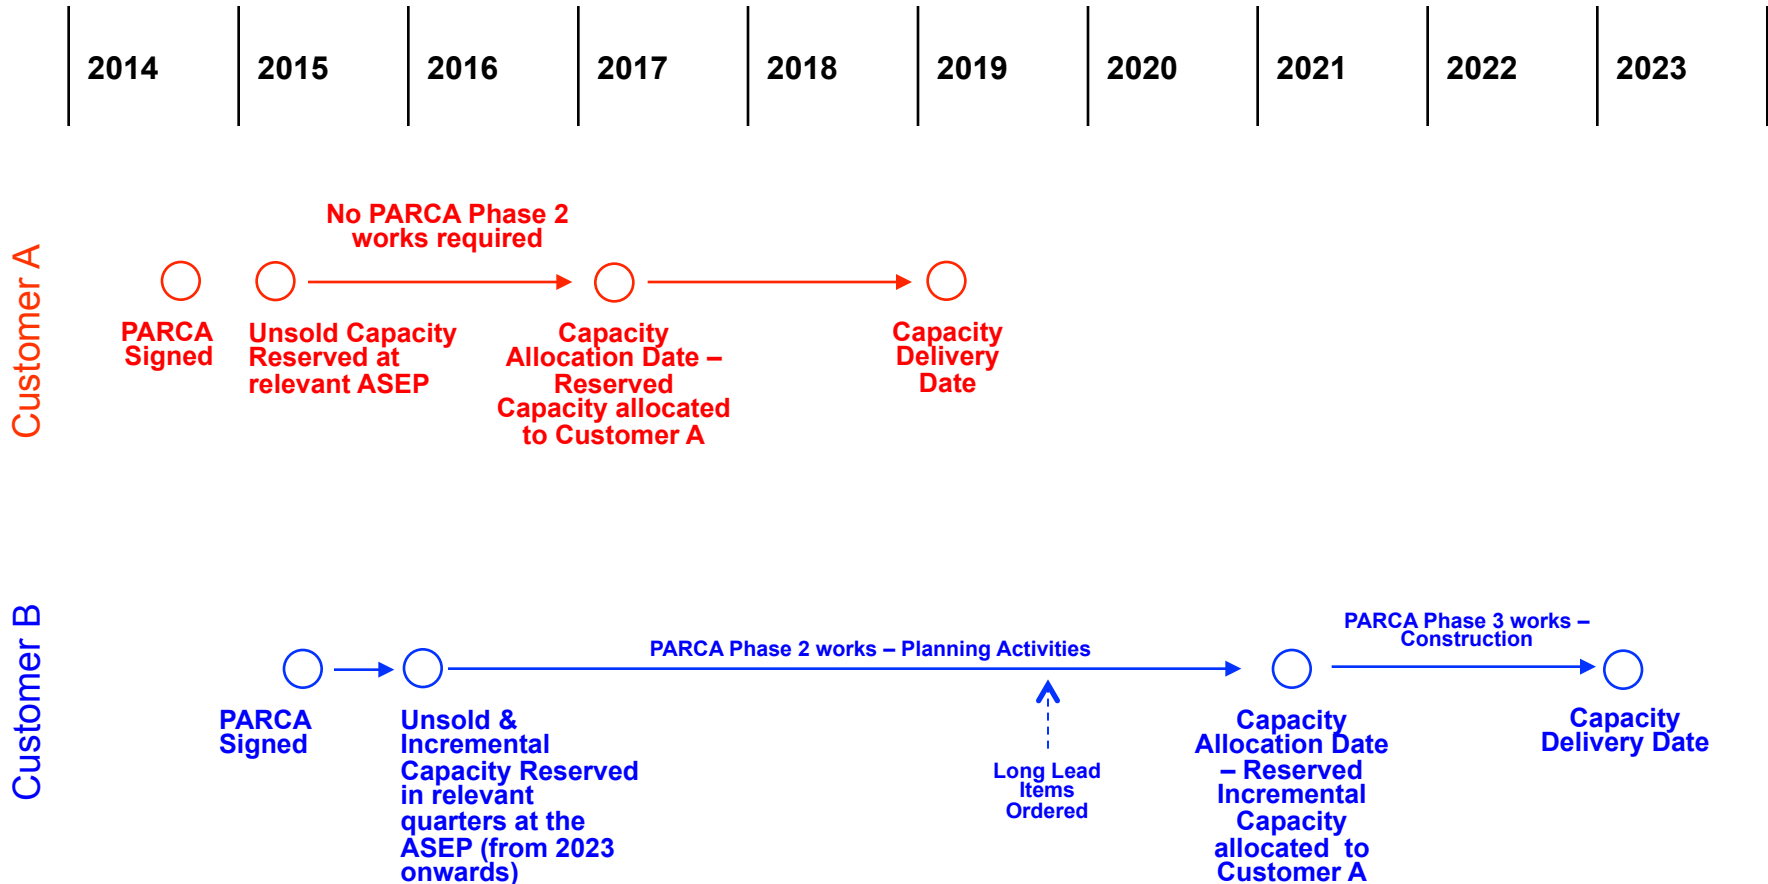 2014
2015
2016
2017
2018
2019
2020
2021
2022
2023
Customer A
No PARCA Phase 2
works required
PARCA
Signed
Unsold Capacity
Reserved at
relevant ASEP
Capacity
Allocation Date –
Reserved
Capacity allocated
to Customer A
Capacity
Delivery
Date
Customer B
PARCA Phase 2 works – Planning Activities
PARCA Phase 3 works –
Construction
PARCA
Signed
Unsold &
Incremental
Capacity Reserved
in relevant
quarters at the
ASEP (from 2023
onwards)
Long Lead
Items
Ordered
Capacity
Allocation Date
– Reserved
Incremental
Capacity
allocated to
Customer A
Capacity
Delivery Date